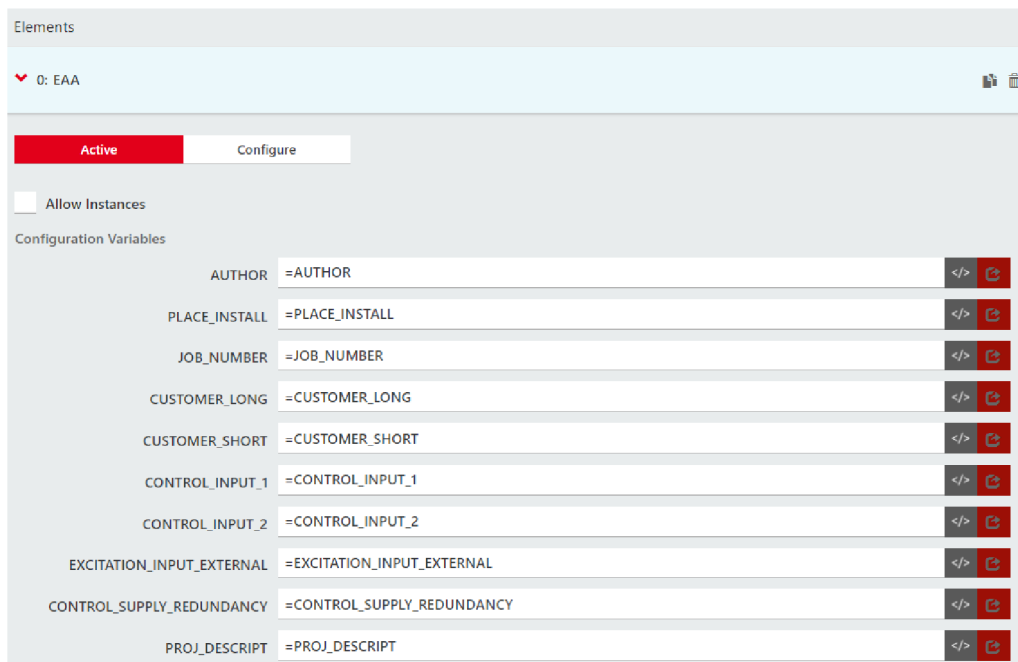 Elements
0: EAA
Active Configure
Allow Instances
Configuration Variables
AUTHOR =AUTHOR </>
PLACE_INSTALL =PLACE_INSTALL </>
JOB_NUMBER =JOB_NUMBER </>
CUSTOMER_LONG =CUSTOMER_LONG </>
CUSTOMER_SHORT =CUSTOMER_SHORT </>
CONTROL_INPUT_1 =CONTROL_INPUT_1 </>
CONTROL_INPUT_2 =CONTROL_INPUT_2 </>
EXCITATION_INPUT_EXTERNAL =EXCITATION_INPUT_EXTERNAL </>
CONTROL_SUPPLY_REDUNDANCY =CONTROL_SUPPLY_REDUNDANCY </>
PROJ_DESCRIPT =PROJ_DESCRIPT </>